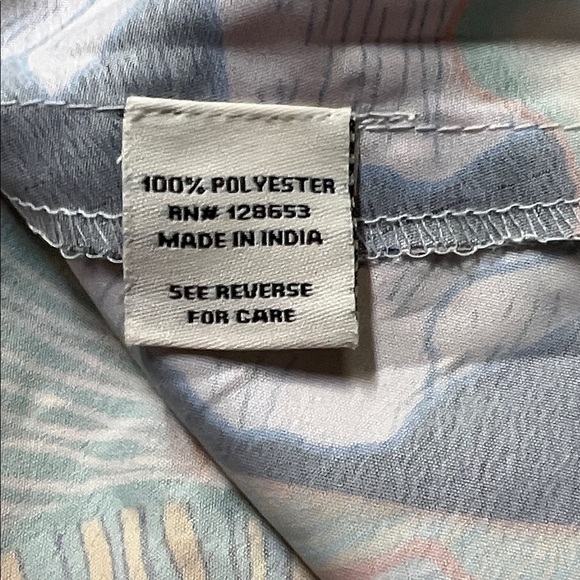 100% POLYESTER
RN# 128653
MADE IN INDIA
SEE REVERSE
FOR CARE